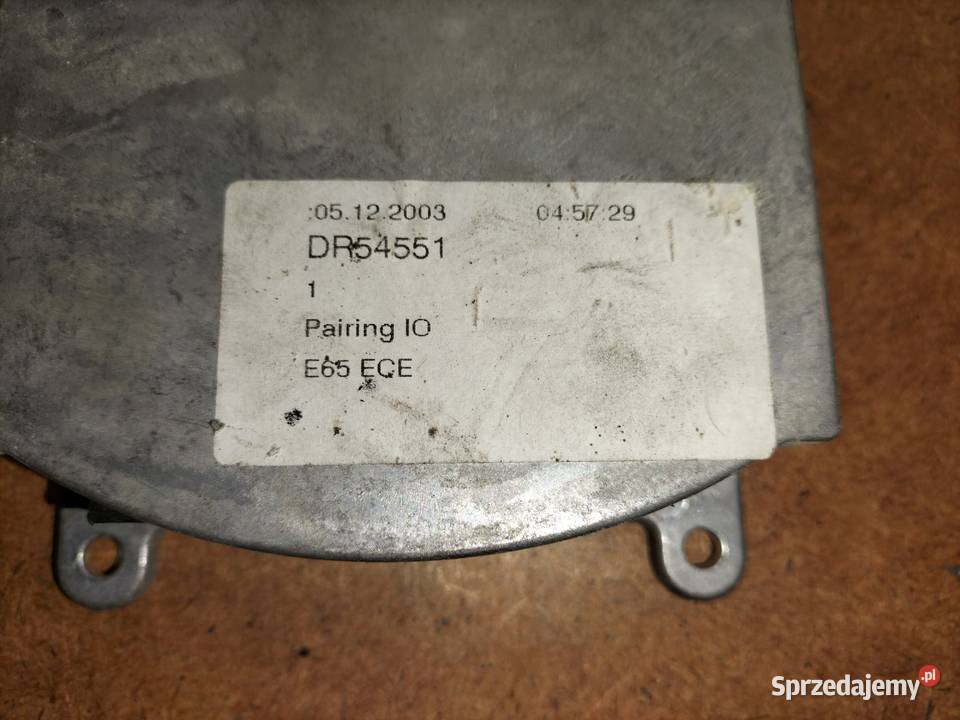 :05.12.2003 04:57:29
DR54551
1
Pairing IO
E65 ECE
Sprzedajemy.pl